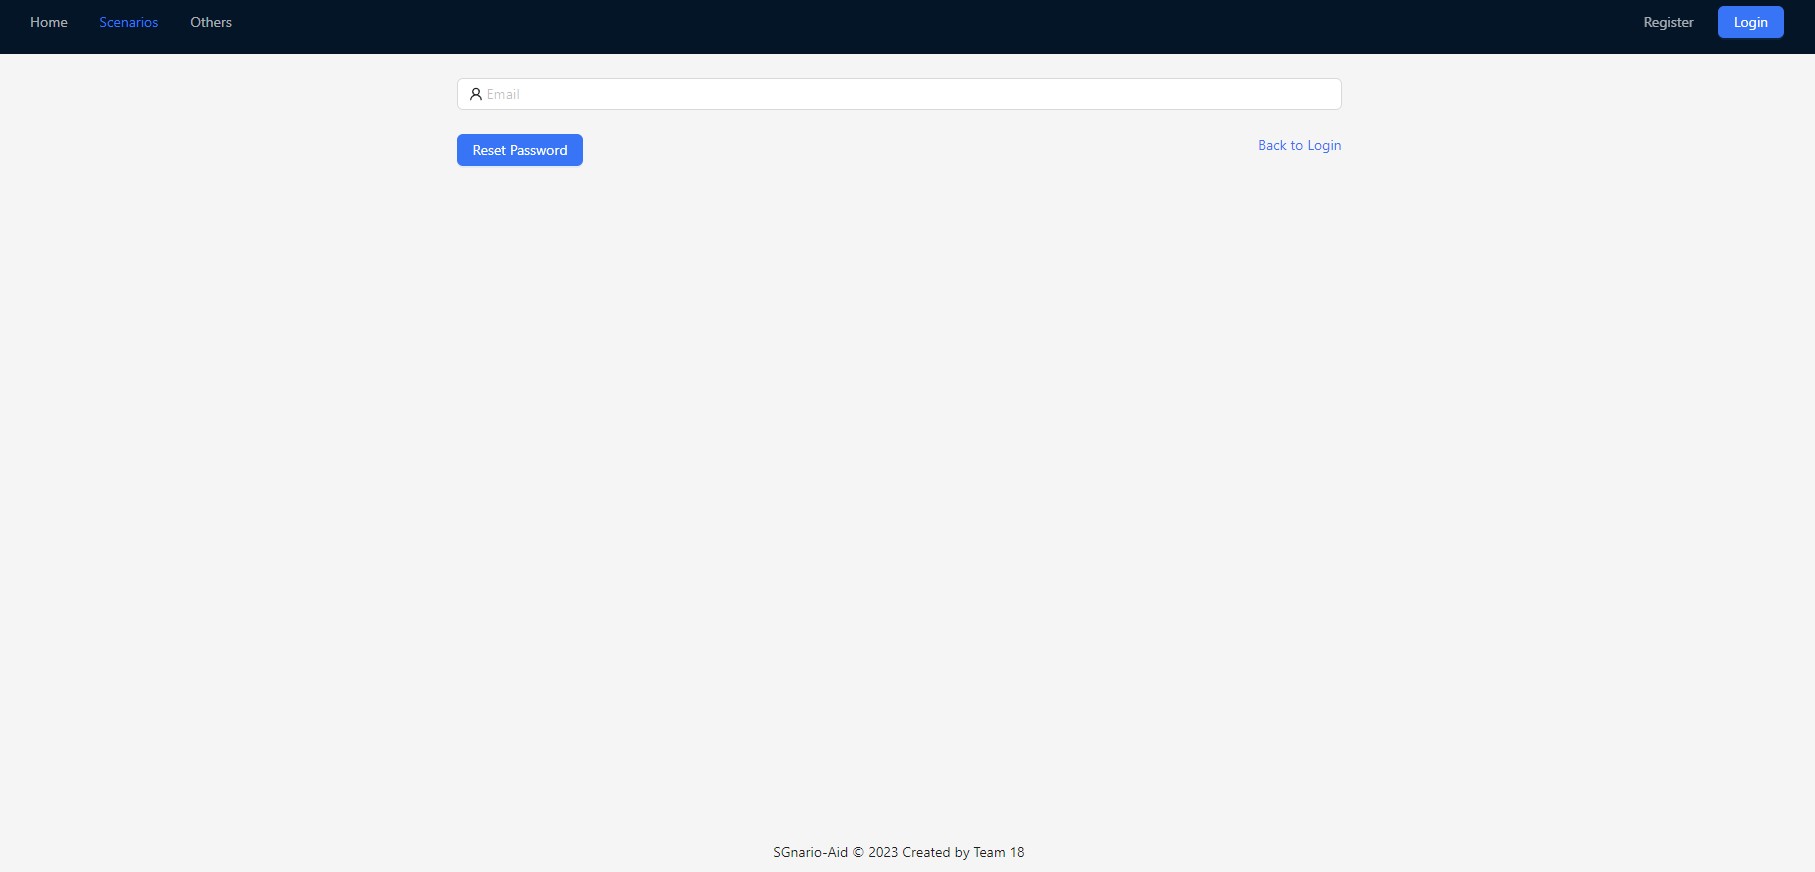 Home Scenarios Others Register Login
Email
Reset Password Back to Login
SGnario-Aid © 2023 Created by Team 18